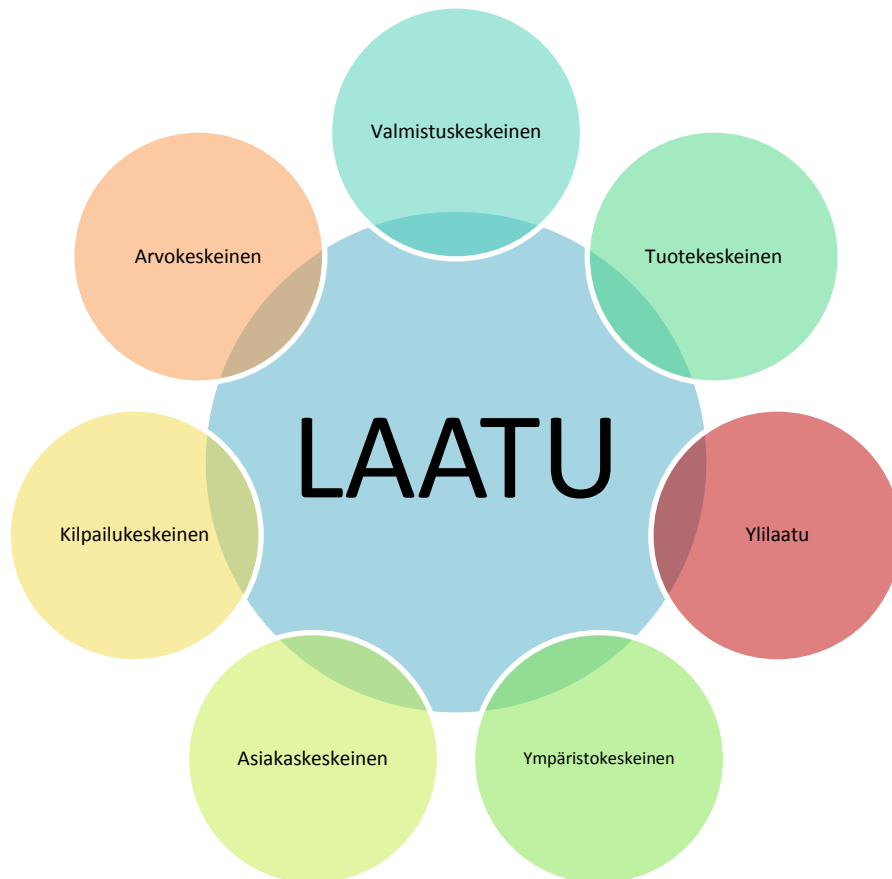 Valmistuskeskeinen
Arvokeskeinen
Tuotekeskeinen
LAATU
Kilpailukeskeinen
Ylilaatu
Asiakaskeskeinen
Ympäristokeskeinen